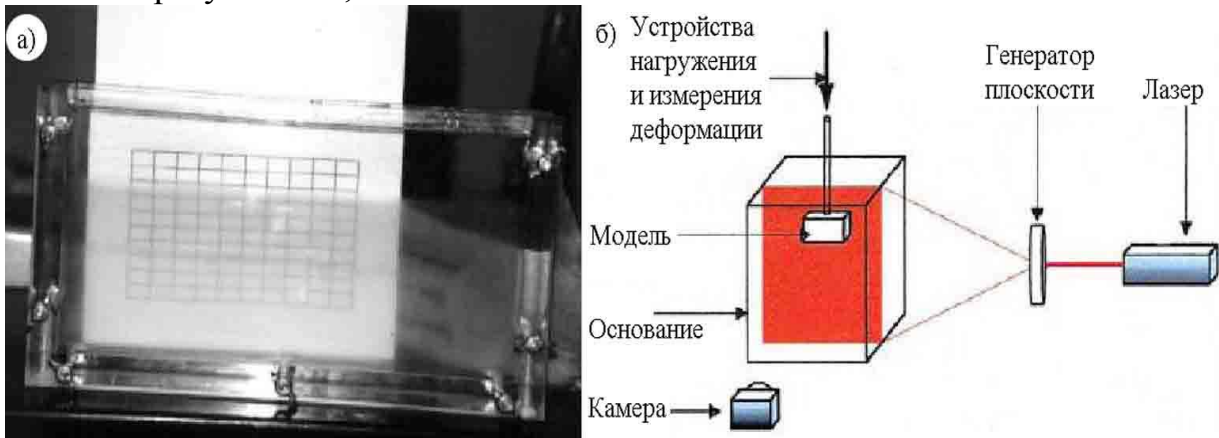 а)
б)
Устройства
нагружения
и измерения
деформации
Генератор
плоскости
Лазер
Модель
Основание
Камера